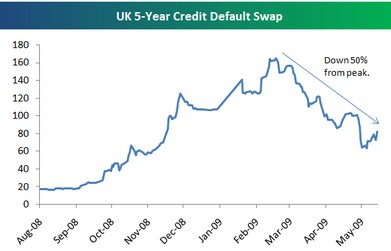 UK 5-Year Credit Default Swap
180
160
140
120
100
80
60
40
20
0
Down 50%
from peak.
Aug-08
Sep-08
Oct-08
Nov-08
Dec-08
Jan-09
Feb-09
Mar-09
Apr-09
May-09